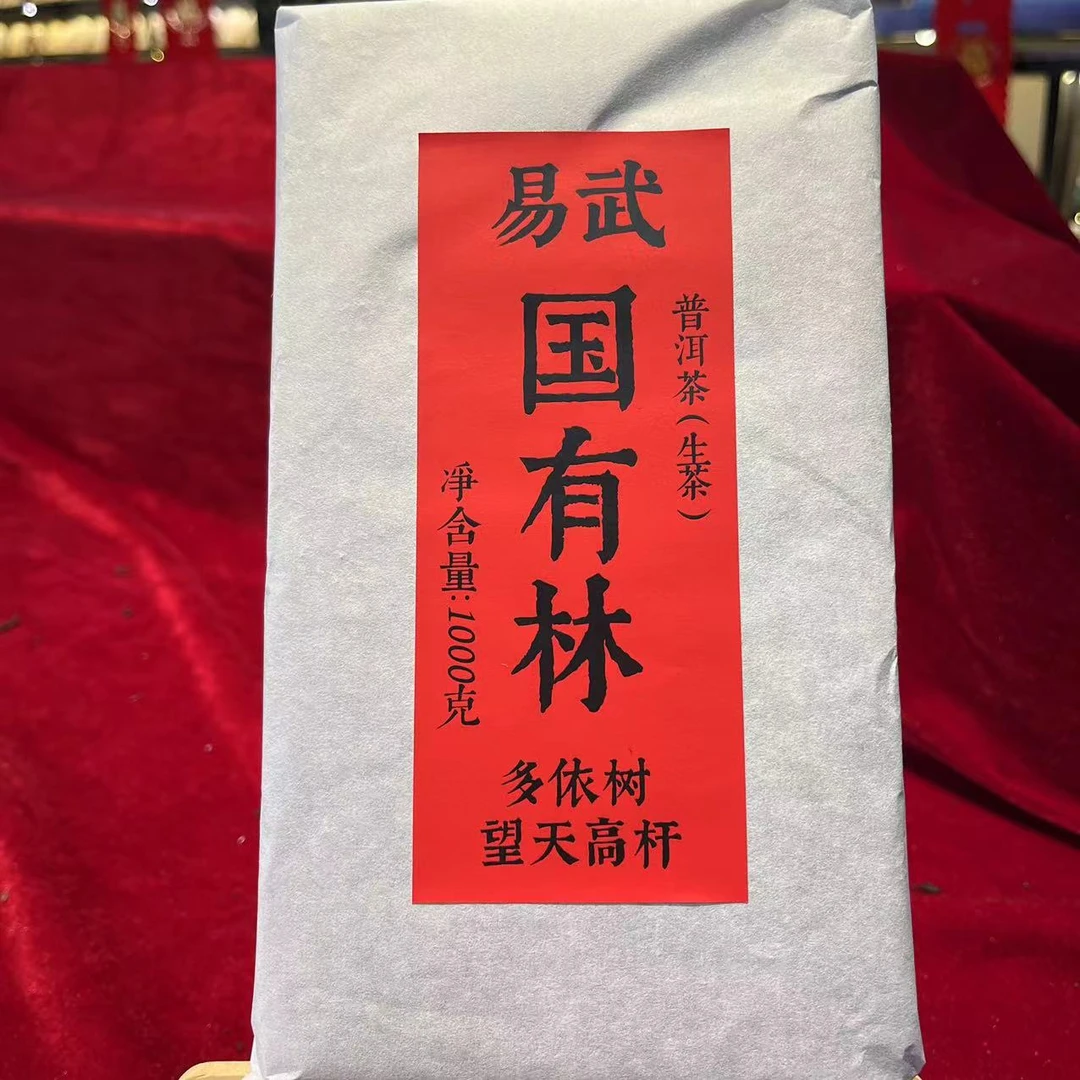 易武
国有林
普洱茶(生茶)
凈含量:1000克
多依树
望天高杆